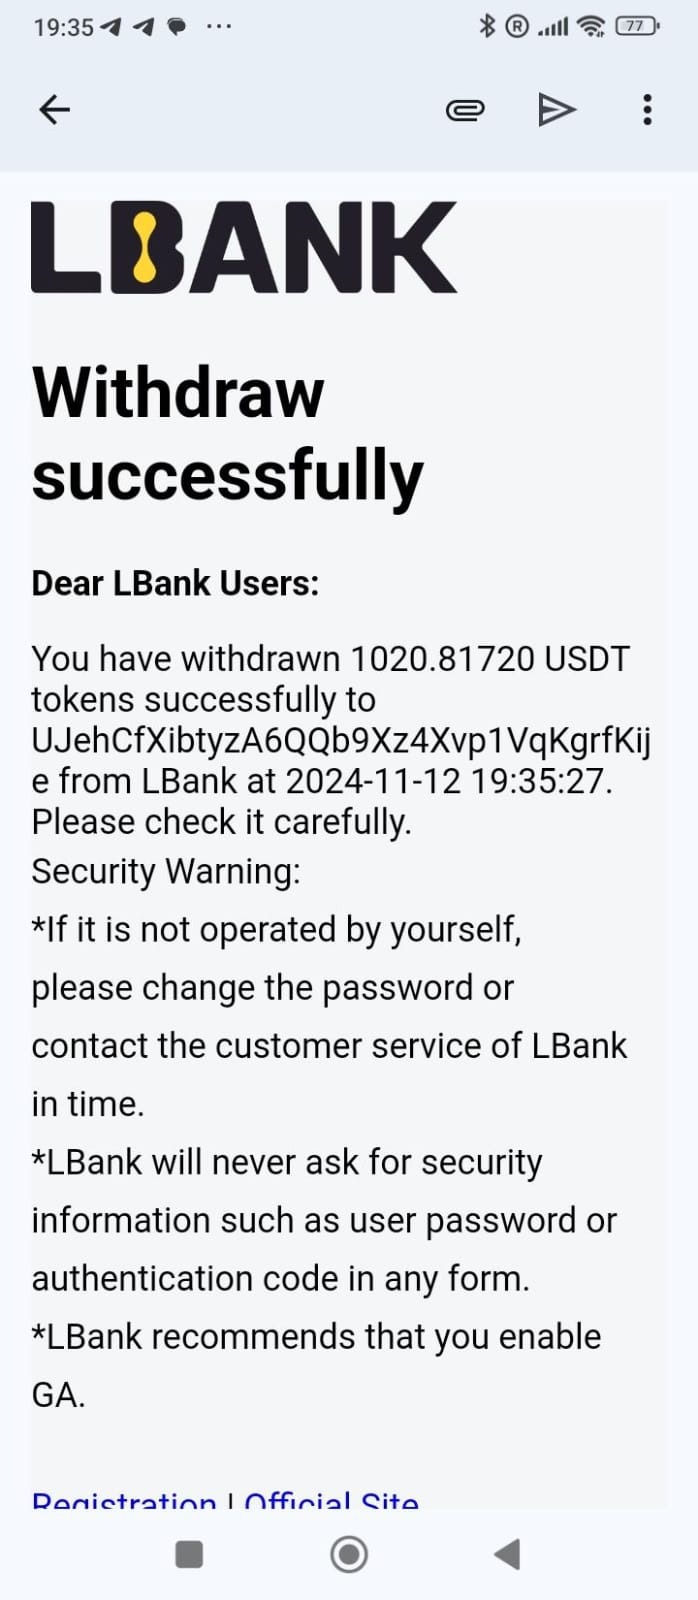 19:35
77
LBANK
Withdraw
successfully
Dear LBank Users:
You have withdrawn 1020.81720 USDT
tokens successfully to
UJehCfXibtyzA6QQb9Xz4Xvp1VqKgrfKij
e from LBank at 2024-11-12 19:35:27.
Please check it carefully.
Security Warning:
*If it is not operated by yourself,
please change the password or
contact the customer service of LBank
in time.
*LBank will never ask for security
information such as user password or
authentication code in any form.
*LBank recommends that you enable
GA.
Registration | Official Site